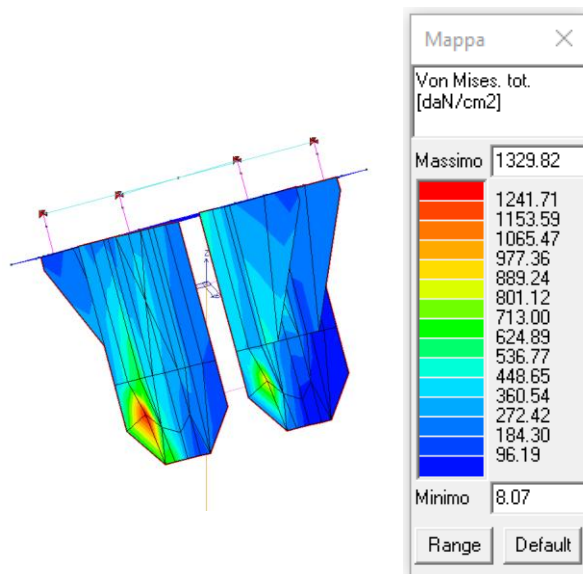 Mappa
Von Mises. tot.
[daN/cm2]
Massimo 1329.82
1241.71
1153.59
1065.47
977.36
889.24
801.12
713.00
624.89
536.77
448.65
360.54
272.42
184.30
96.19
Minimo 8.07
Range Default